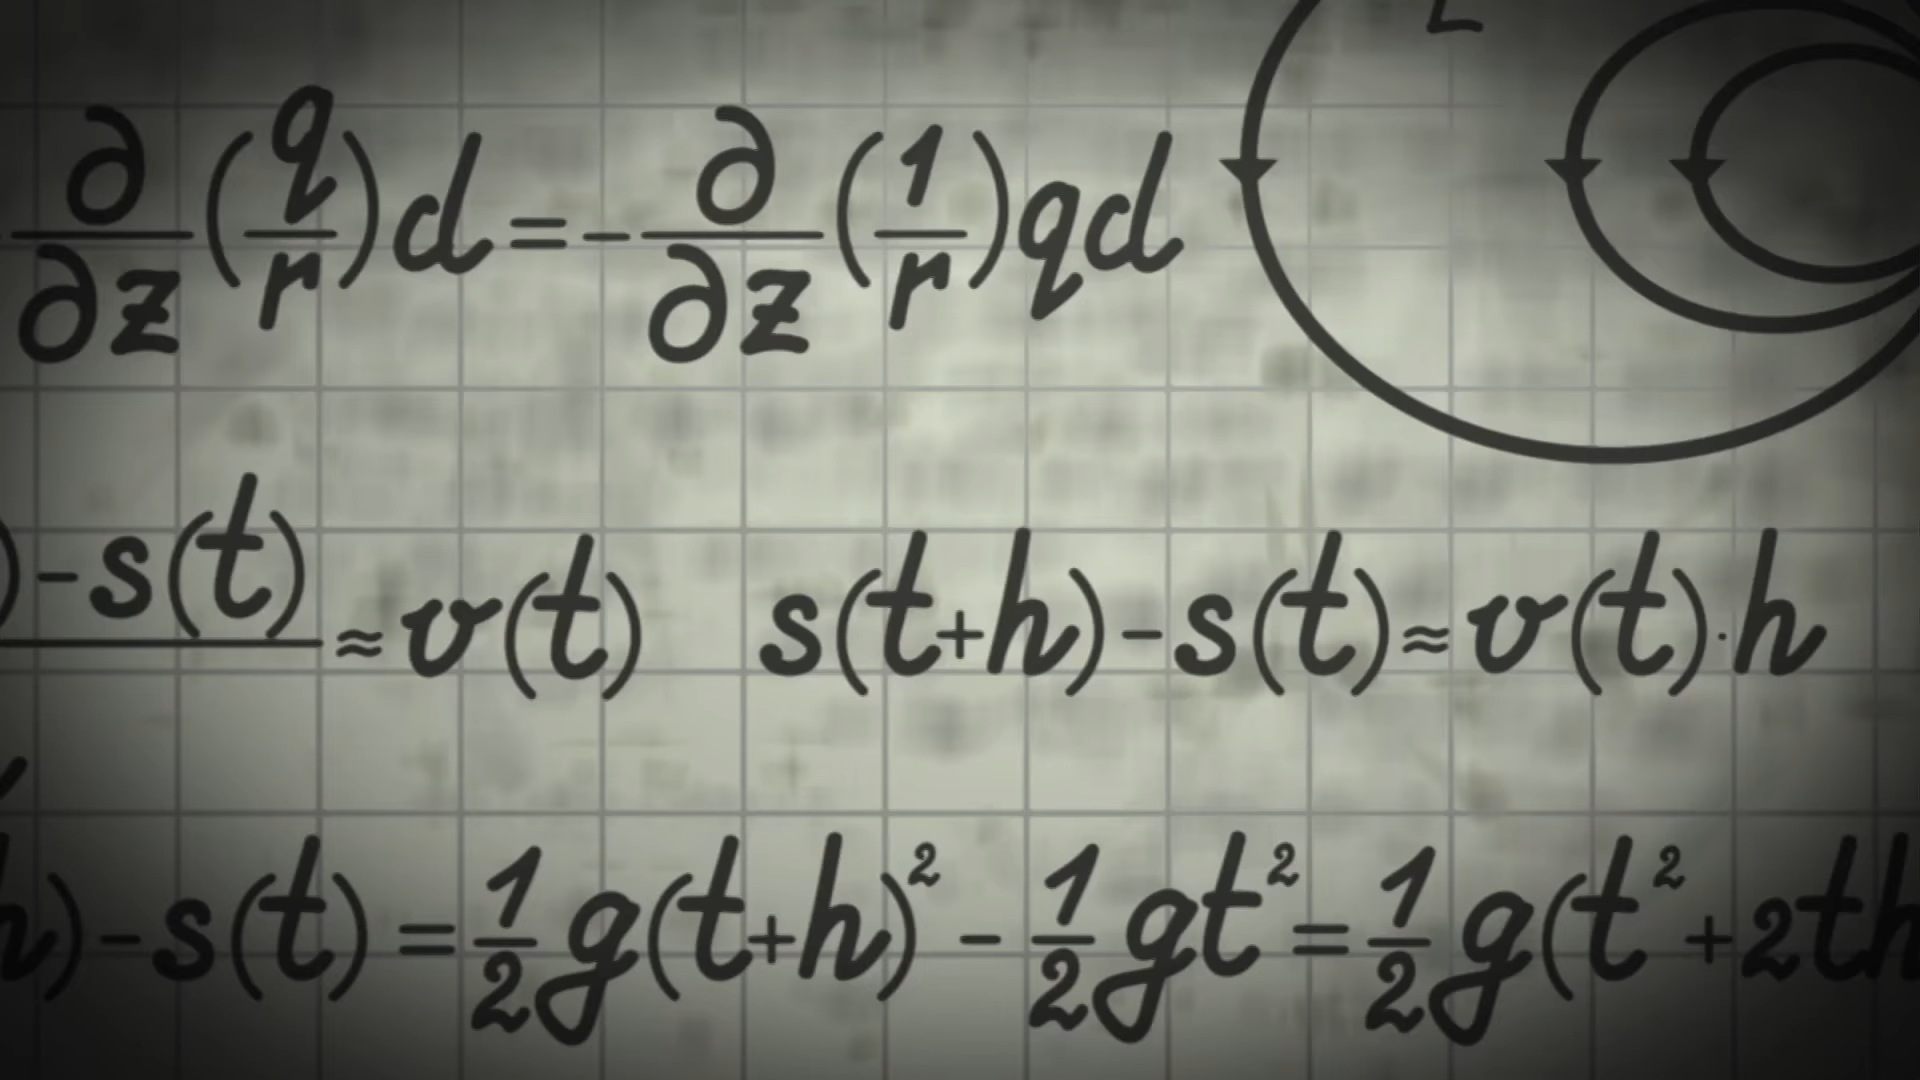 ∂/∂z (q/r)d = -∂/∂z (1/r)qd
) - s(t) ≈ v(t) s(t+h) - s(t) ≈ v(t)·h
h) - s(t) = 1/2 g(t+h)² - 1/2 gt² = 1/2 g(t² + 2th